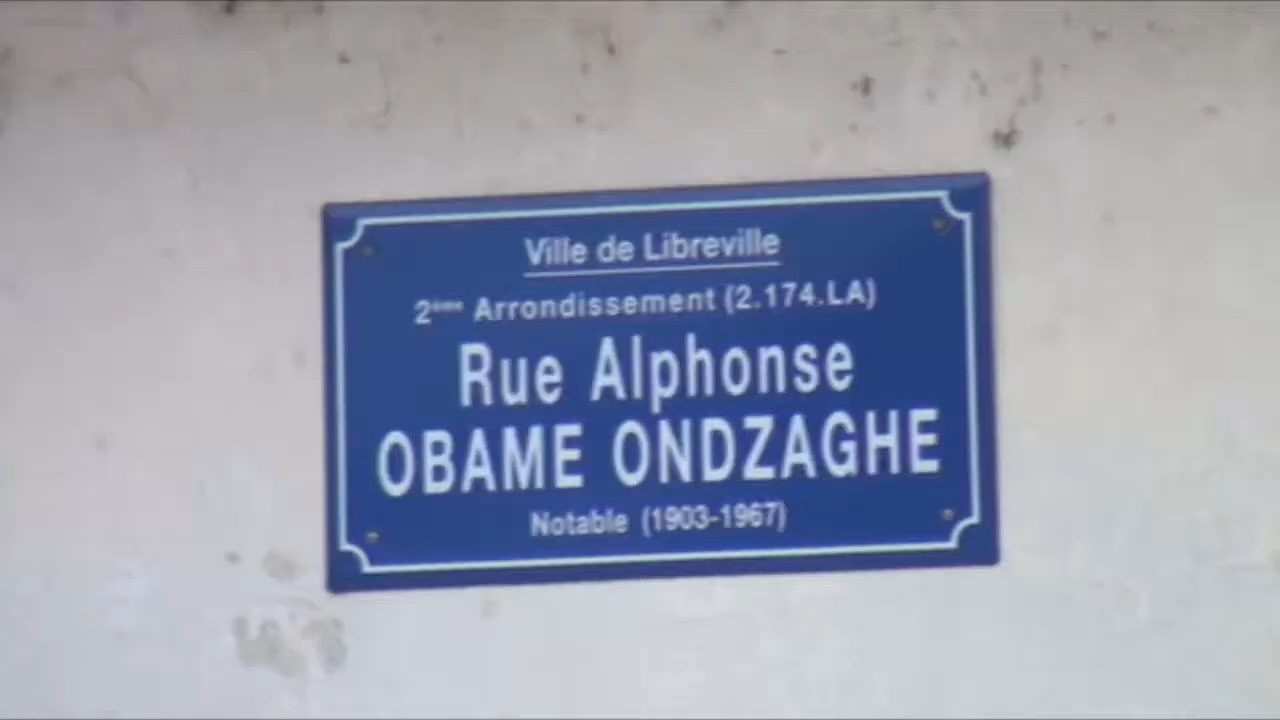 Ville de Libreville
2ème Arrondissement (2.174.LA)
Rue Alphonse
OBAME ONDZAGHE
Notable (1903-1967)